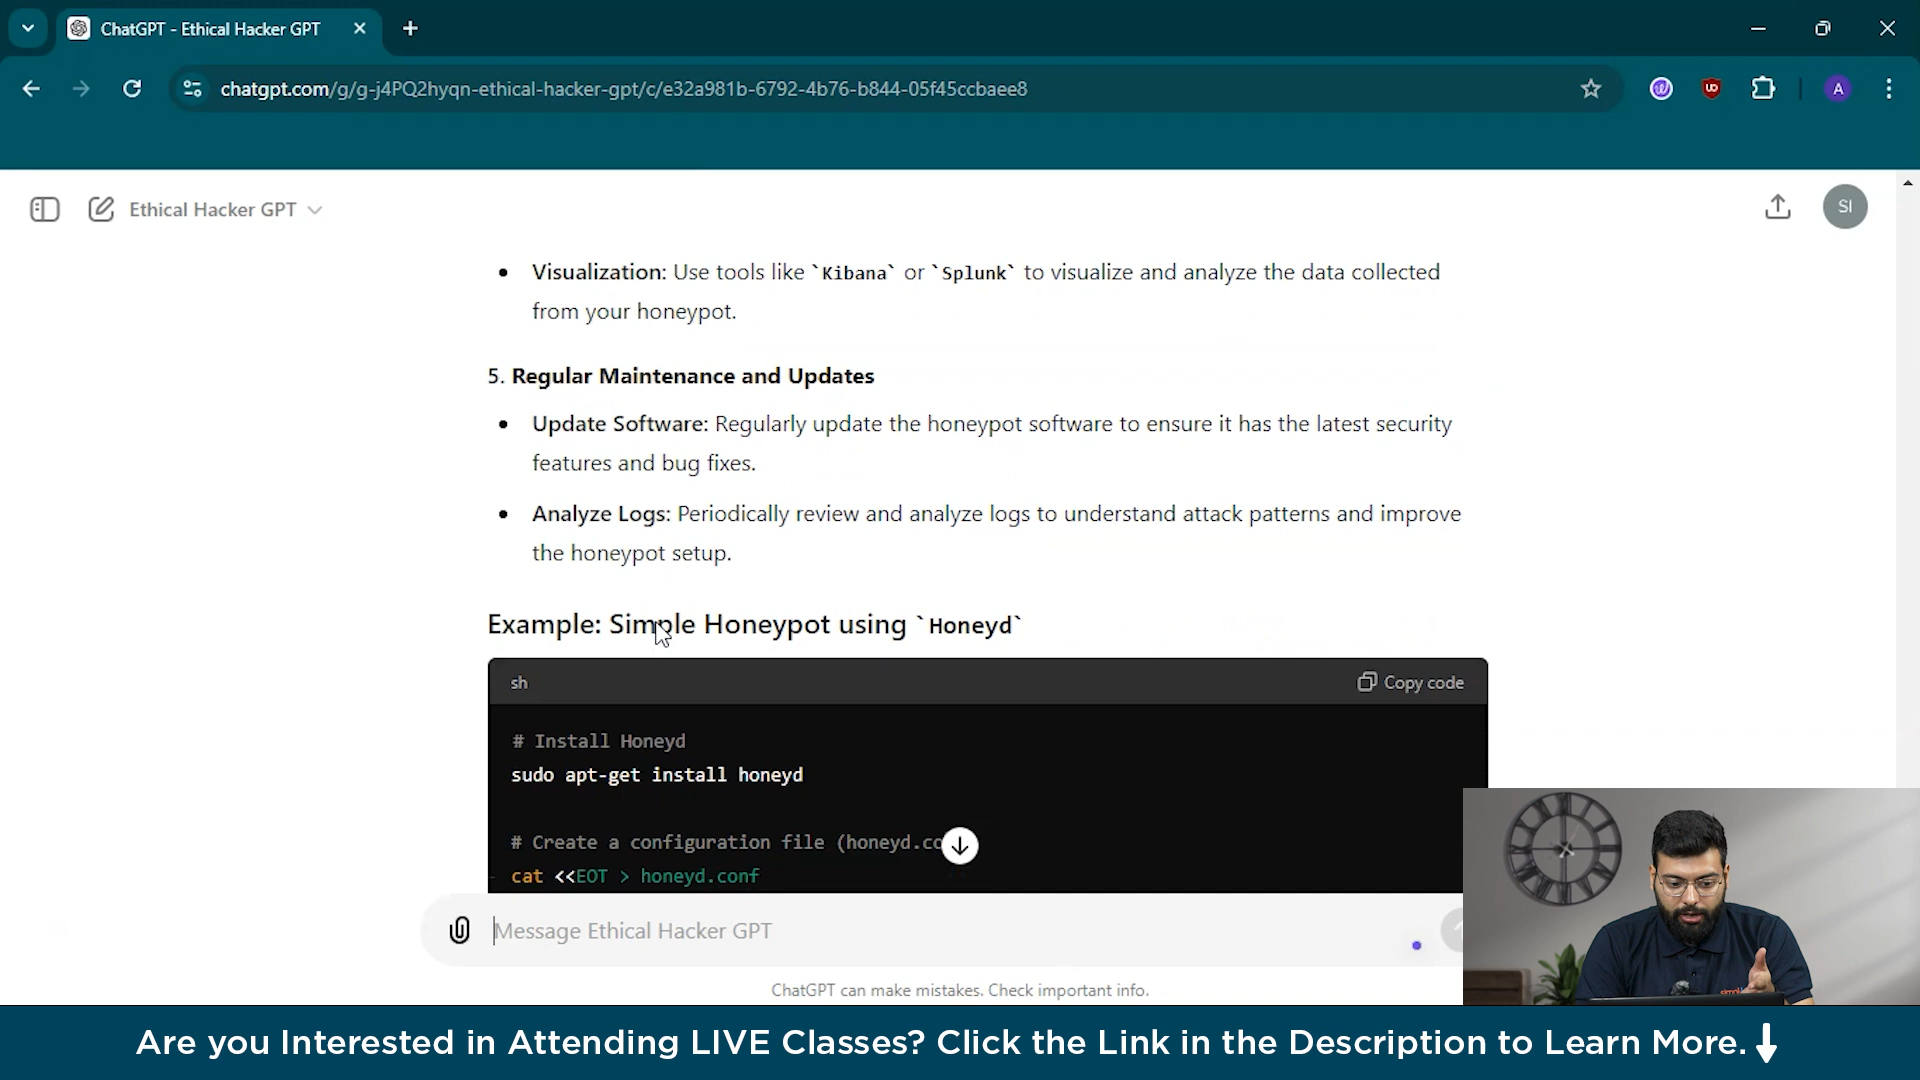 ChatGPT - Ethical Hacker GPT
chatgpt.com/g/g-j4PQ2hyqn-ethical-hacker-gpt/c/e32a981b-6792-4b76-b844-05f45ccbaee8
A
Ethical Hacker GPT
SI
• Visualization: Use tools like `Kibana` or `Splunk` to visualize and analyze the data collected
from your honeypot.
5. Regular Maintenance and Updates
• Update Software: Regularly update the honeypot software to ensure it has the latest security
features and bug fixes.
• Analyze Logs: Periodically review and analyze logs to understand attack patterns and improve
the honeypot setup.
Example: Simple Honeypot using `Honeyd`
sh
Copy code
# Install Honeyd
sudo apt-get install honeyd
# Create a configuration file (honeyd.co
cat <<EOT > honeyd.conf
Message Ethical Hacker GPT
ChatGPT can make mistakes. Check important info.
Are you Interested in Attending LIVE Classes? Click the Link in the Description to Learn More.